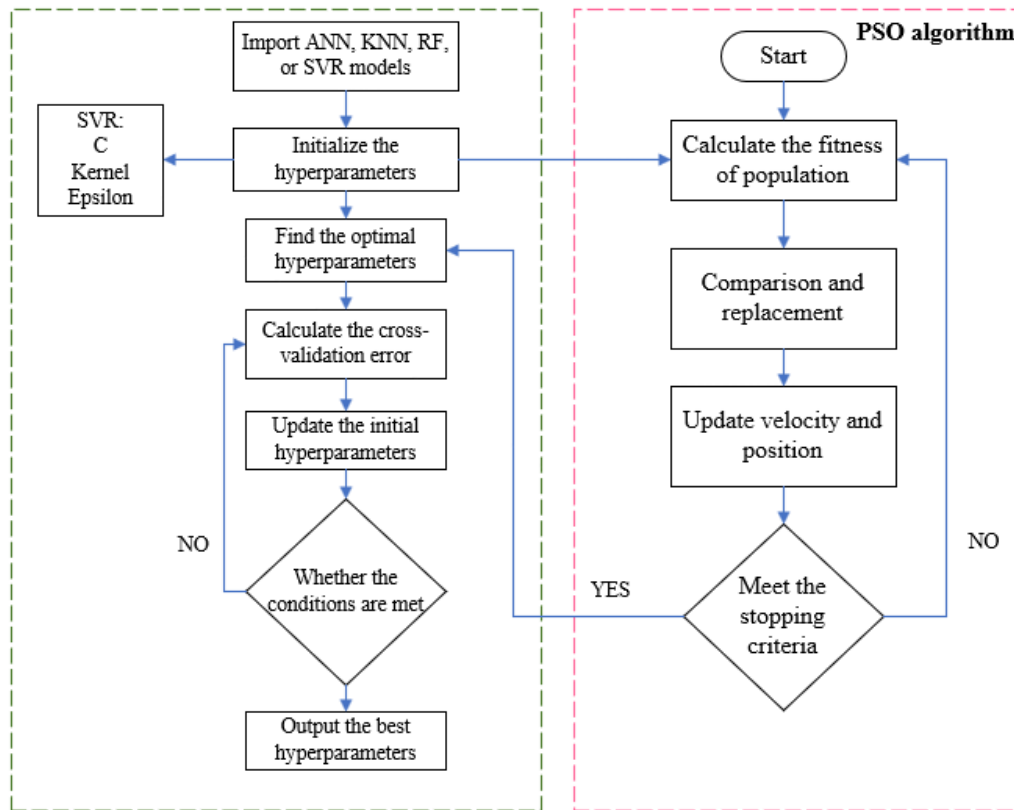 Import ANN, KNN, RF,
or SVR models
SVR:
C
Kernel
Epsilon
Initialize the
hyperparameters
Find the optimal
hyperparameters
Calculate the cross-
validation error
Update the initial
hyperparameters
NO
Whether the
conditions are met
Output the best
hyperparameters
PSO algorithm
Start
Calculate the fitness
of population
Comparison and
replacement
Update velocity and
position
YES
Meet the
stopping
criteria
NO